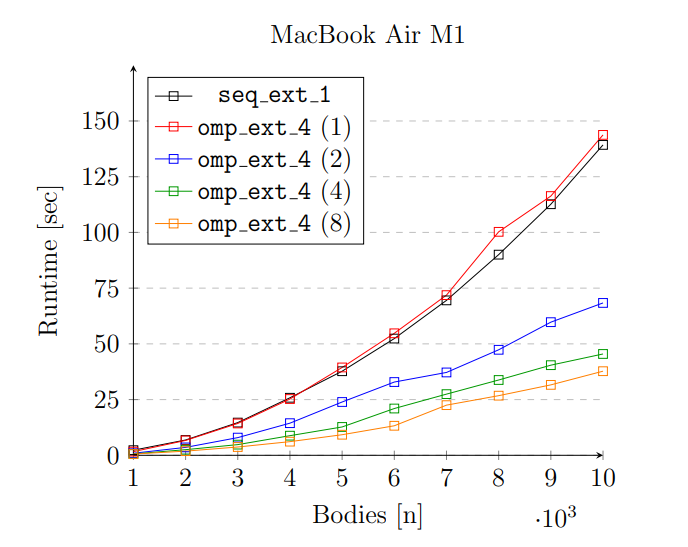 MacBook Air M1
seq_ext_1
omp_ext_4 (1)
omp_ext_4 (2)
omp_ext_4 (4)
omp_ext_4 (8)
150
125
100
75
50
25
0
Runtime [sec]
1 2 3 4 5 6 7 8 9 10
Bodies [n]
·10³